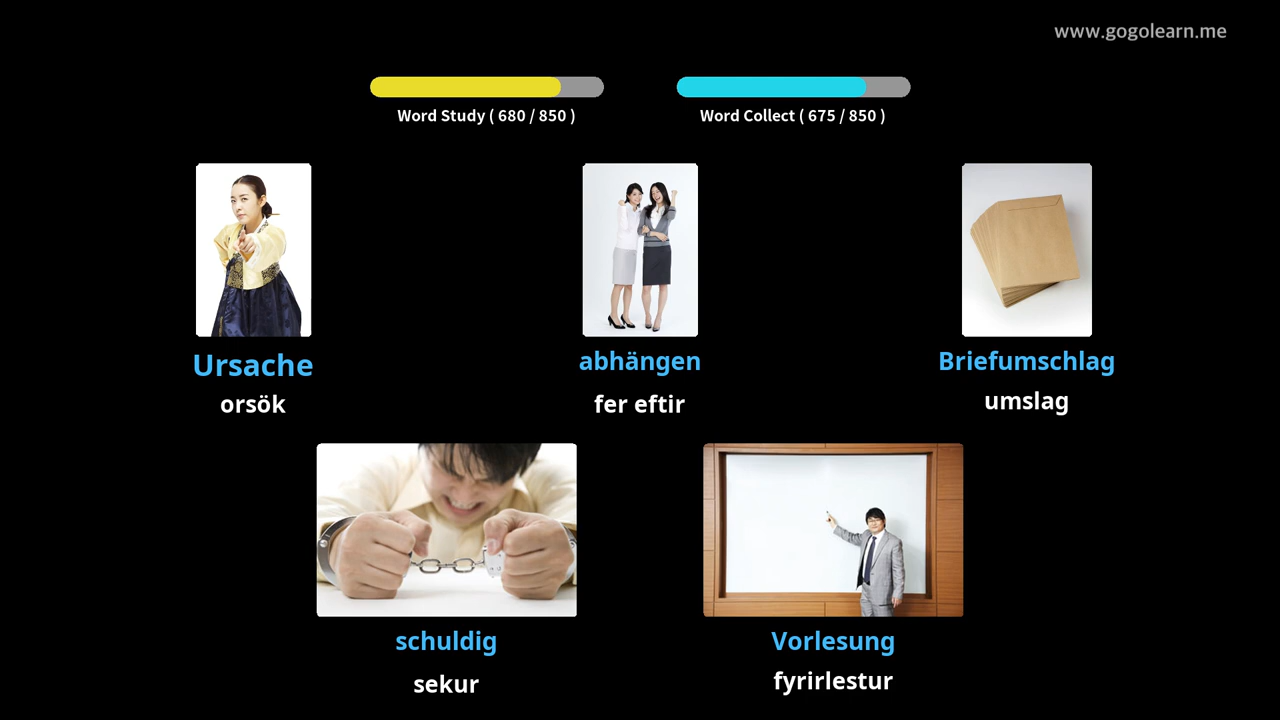 www.gogolearn.me
Word Study ( 680 / 850 )
Word Collect ( 675 / 850 )
Ursache
orsök
abhängen
fer eftir
Briefumschlag
umslag
schuldig
sekur
Vorlesung
fyrirlestur